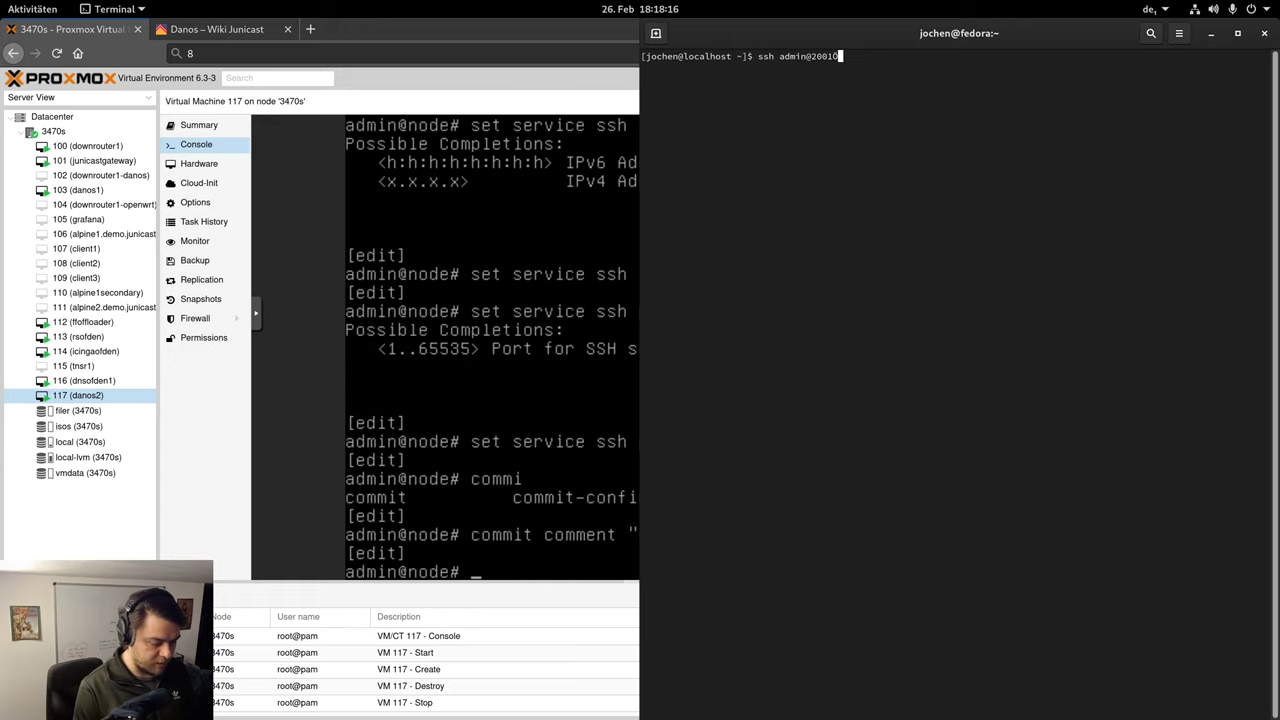 Aktivitäten
Terminal
26. Feb 18:18:16
de₁
3470s - Proxmox Virtual E
Danos – Wiki Junicast
8
PROXMOX Virtual Environment 6.3-3
Search
Server View
Datacenter
3470s
100 (downrouter1)
101 (junicastgateway)
102 (downrouter1-danos)
103 (danos1)
104 (downrouter1-openwrt)
105 (grafana)
106 (alpine1.demo.junicast
107 (client1)
108 (client2)
109 (client3)
110 (alpine1secondary)
111 (alpine2.demo.junicast
112 (ffoffloader)
113 (rsofden)
114 (icingaofden)
115 (tnsr1)
116 (dnsofden1)
117 (danos2)
filer (3470s)
isos (3470s)
local (3470s)
local-lvm (3470s)
vmdata (3470s)
Virtual Machine 117 on node '3470s'
Summary
Console
Hardware
Cloud-Init
Options
Task History
Monitor
Backup
Replication
Snapshots
Firewall
Permissions
admin@node# set service ssh
Possible Completions:
<h:h:h:h:h:h:h:h> IPv6 Ad
<x.x.x.x> IPv4 Ad
[edit]
admin@node# set service ssh
[edit]
admin@node# set service ssh
Possible Completions:
<1..65535> Port for SSH s
[edit]
admin@node# set service ssh
[edit]
admin@node# commi
commit commit-confi
[edit]
admin@node# commit comment "
[edit]
admin@node# _
Node User name Description
3470s root@pam VM/CT 117 - Console
3470s root@pam VM 117 - Start
3470s root@pam VM 117 - Create
3470s root@pam VM 117 - Destroy
3470s root@pam VM 117 - Stop
jochen@fedora:~
[jochen@localhost ~]$ ssh admin@2001Ö